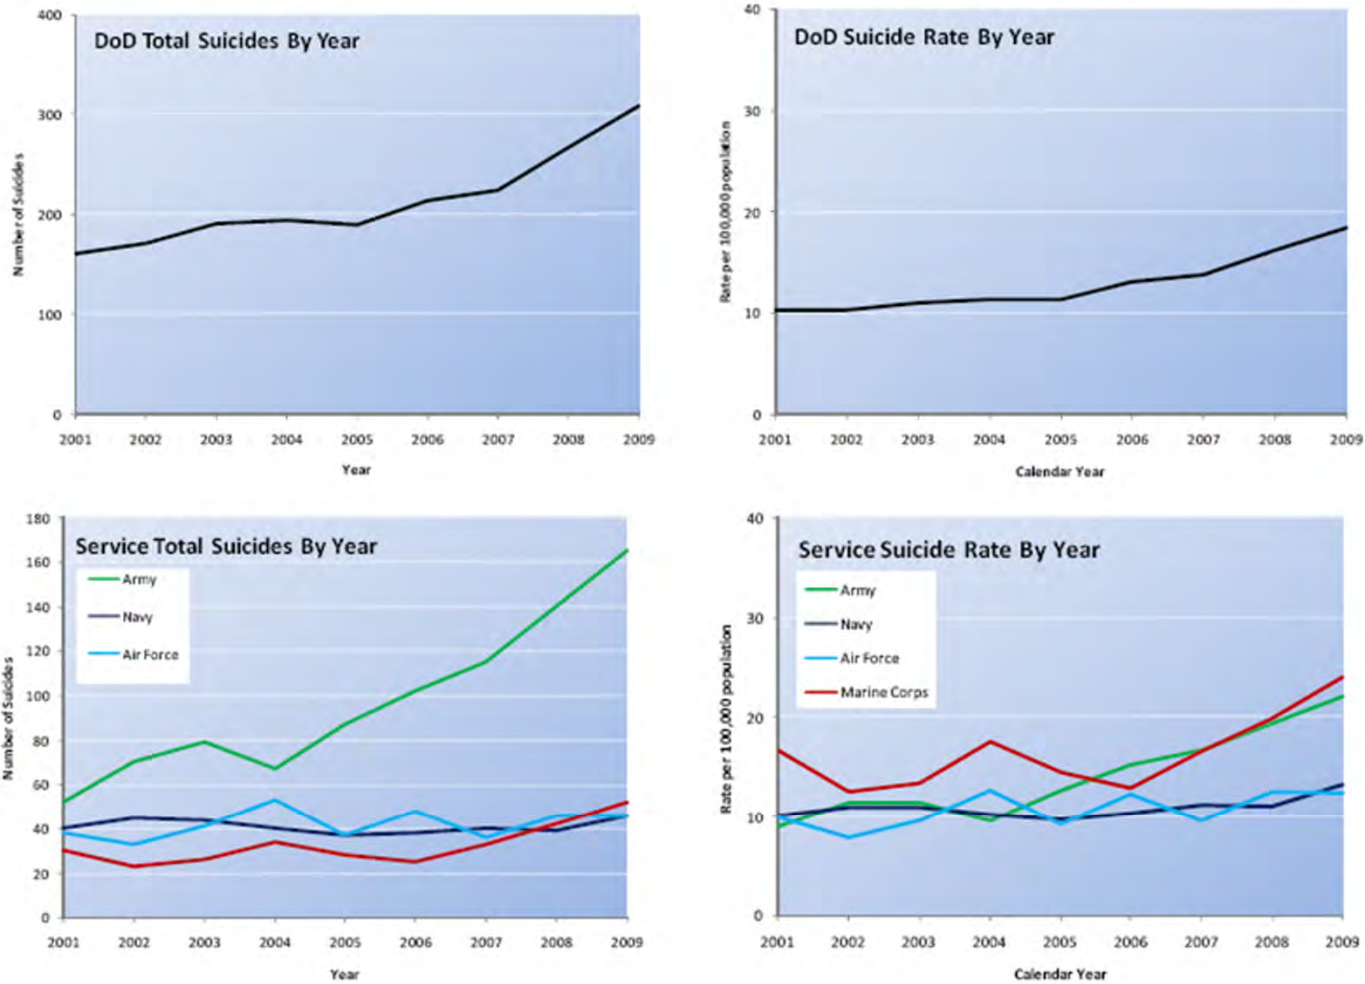 DoD Total Suicides By Year
400
300
200
100
0
Number of Suicides
2001 2002 2003 2004 2005 2006 2007 2008 2009
Year
DoD Suicide Rate By Year
40
30
20
10
0
Rate per 100,000 population
2001 2002 2003 2004 2005 2006 2007 2008 2009
Calendar Year
Service Total Suicides By Year
Army
Navy
Air Force
180
160
140
120
100
80
60
40
20
0
Number of Suicides
2001 2002 2003 2004 2005 2006 2007 2008 2009
Year
Service Suicide Rate By Year
Army
Navy
Air Force
Marine Corps
40
30
20
10
0
Rate per 100,000 population
2001 2002 2003 2004 2005 2006 2007 2008 2009
Calendar Year